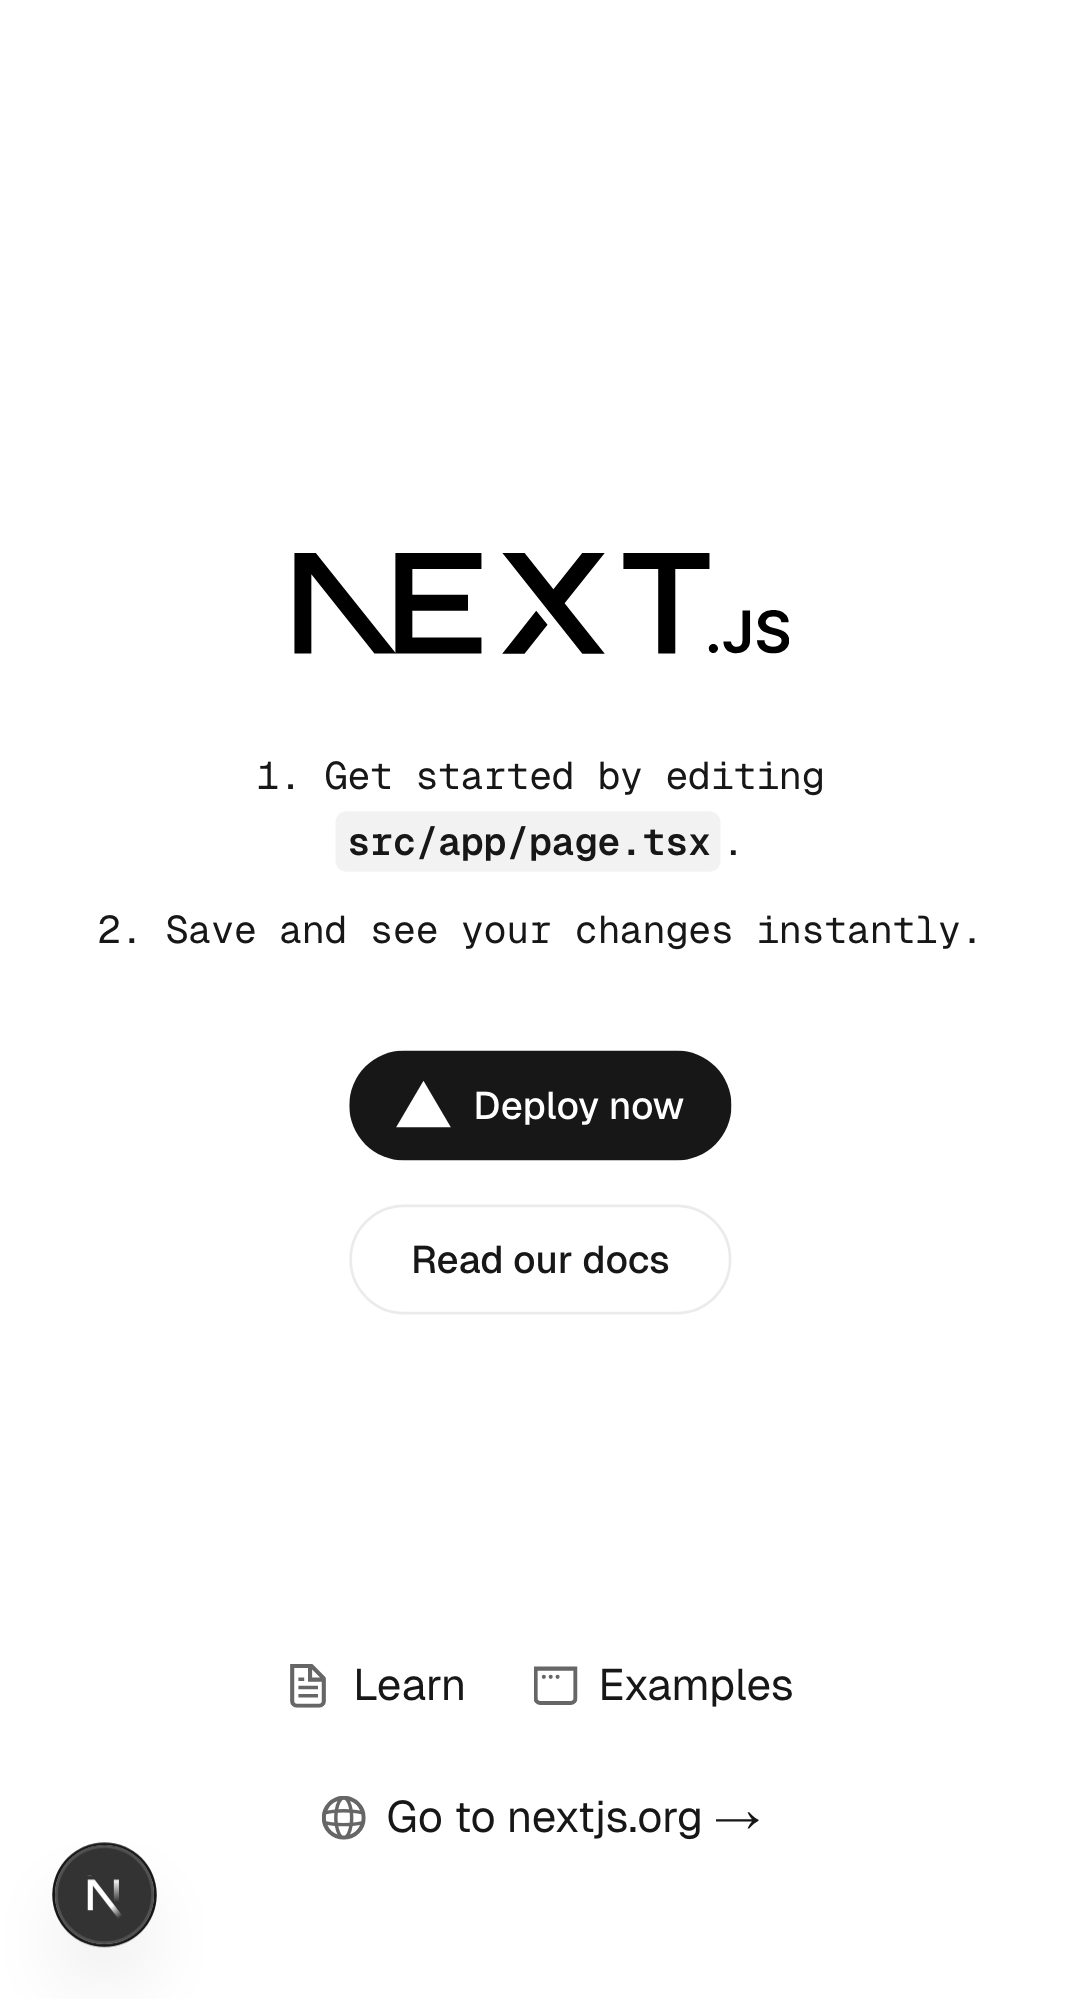 NEXT.JS
1. Get started by editing
src/app/page.tsx.
2. Save and see your changes instantly.
Deploy now
Read our docs
Learn Examples
Go to nextjs.org →
N